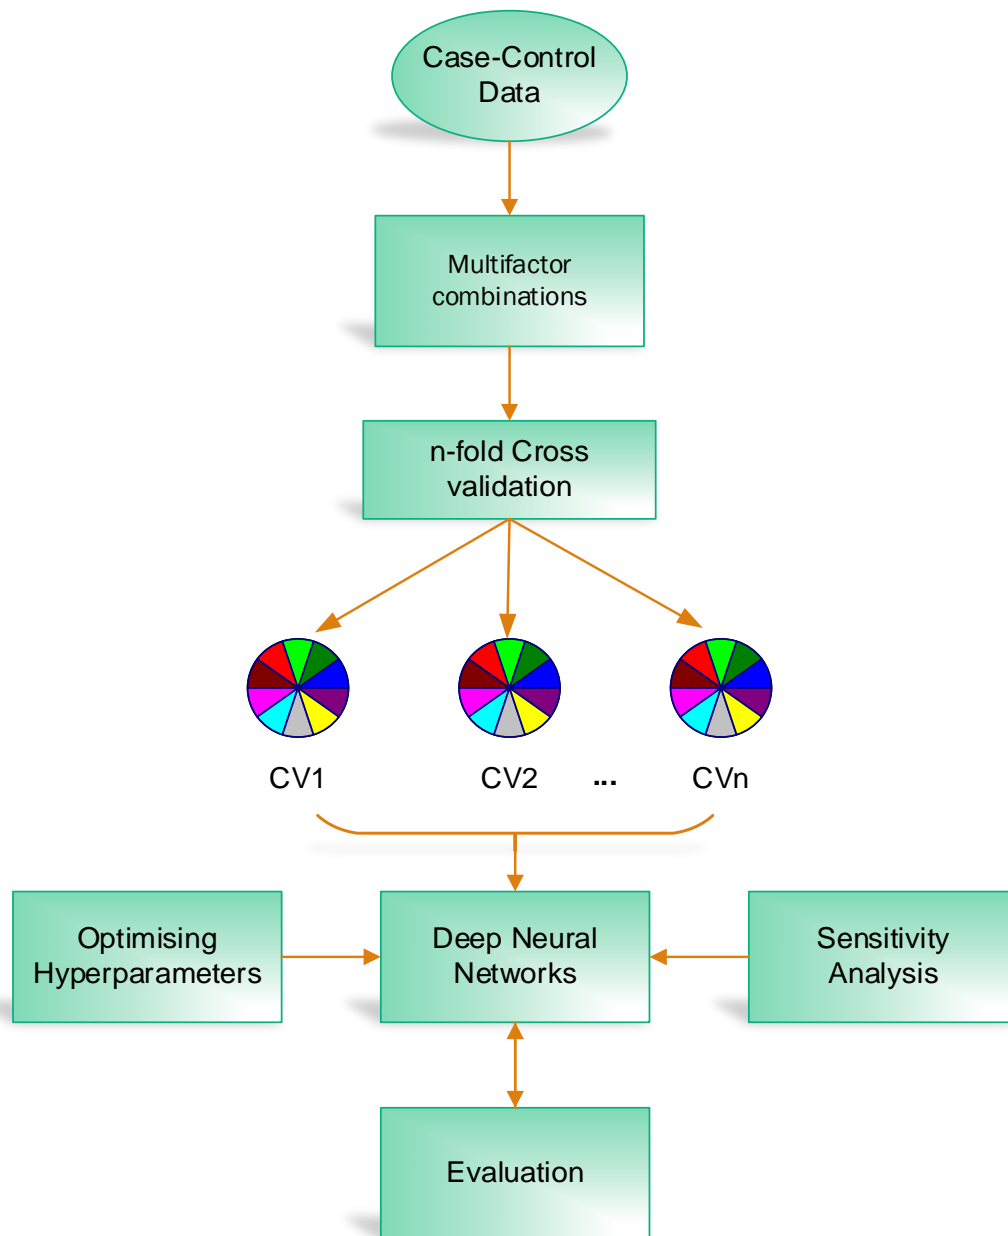 Case-Control
Data
Multifactor
combinations
n-fold Cross
validation
CV1
CV2
...
CVn
Optimising
Hyperparameters
Deep Neural
Networks
Sensitivity
Analysis
Evaluation